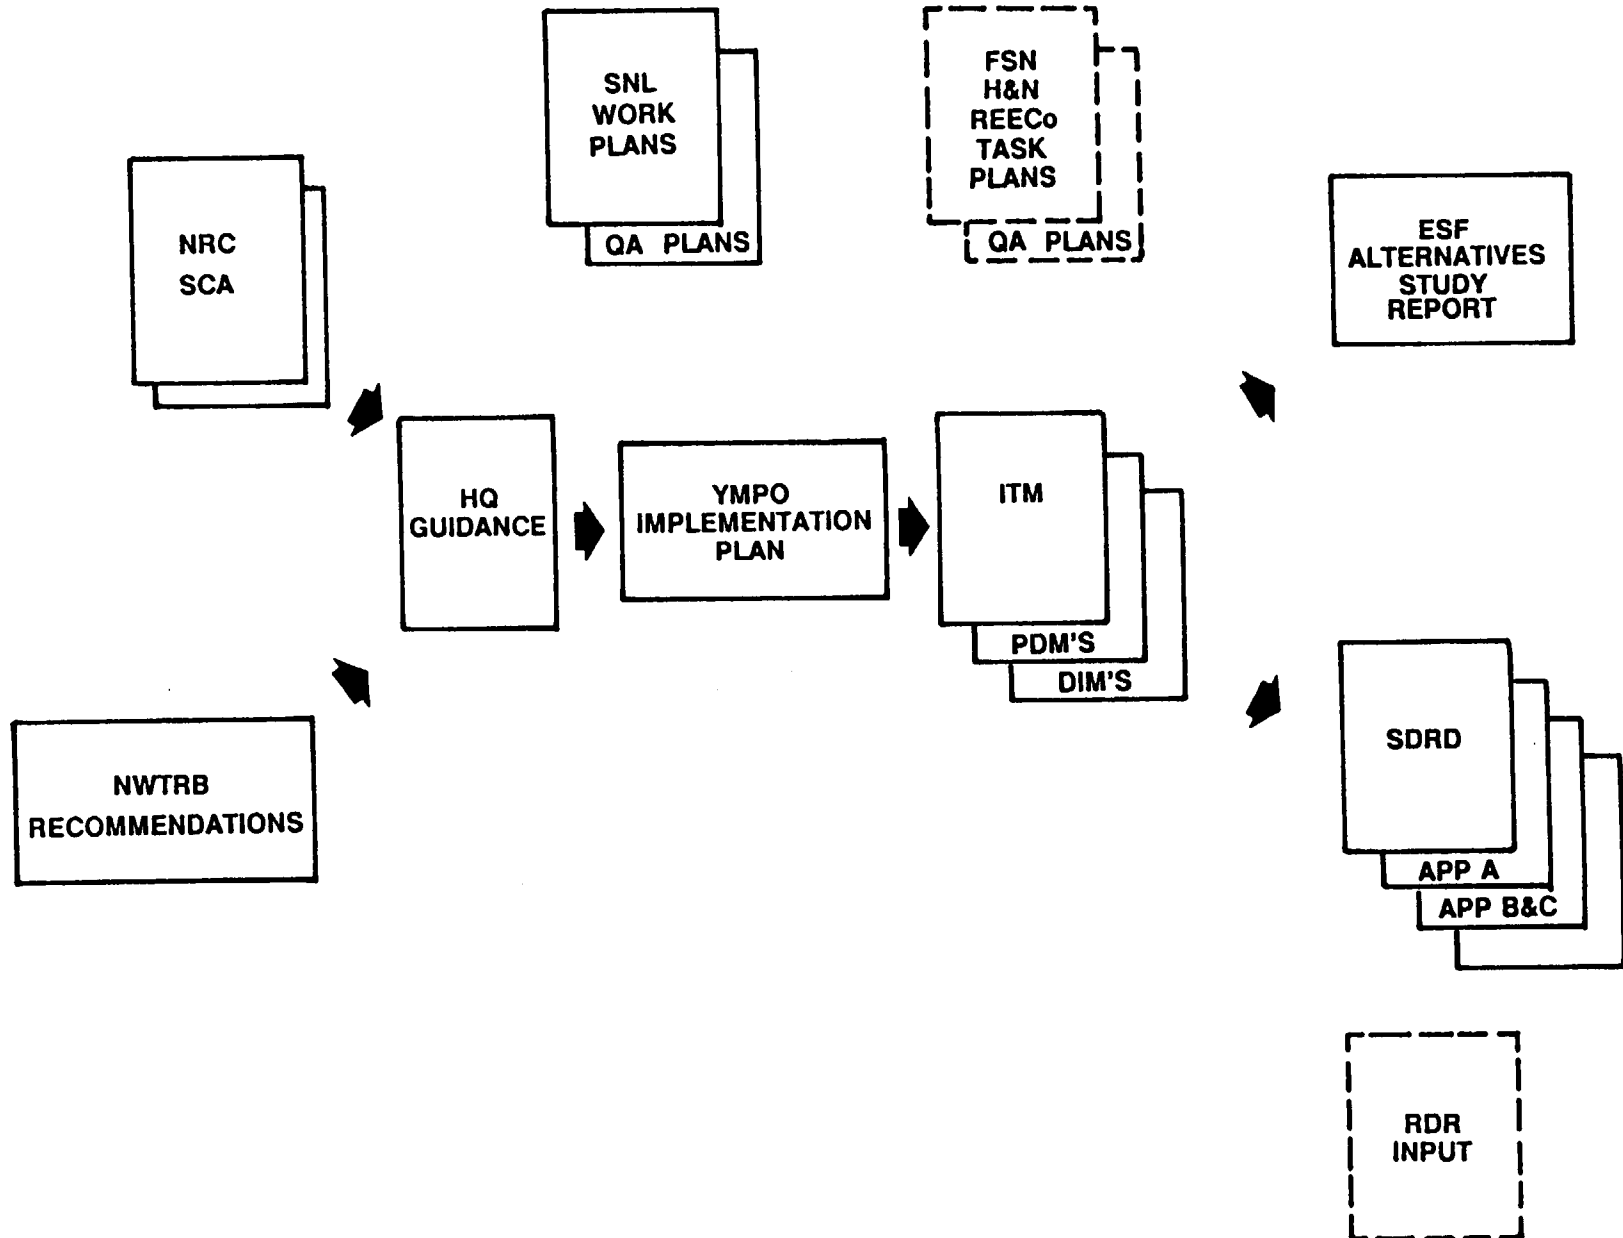 SNL
WORK
PLANS
QA PLANS
FSN
H&N
REECo
TASK
PLANS
QA PLANS
NRC
SCA
ESF
ALTERNATIVES
STUDY
REPORT
HQ
GUIDANCE
YMPO
IMPLEMENTATION
PLAN
ITM
PDM'S
DIM'S
NWTRB
RECOMMENDATIONS
SDRD
APP A
APP B&C
RDR
INPUT